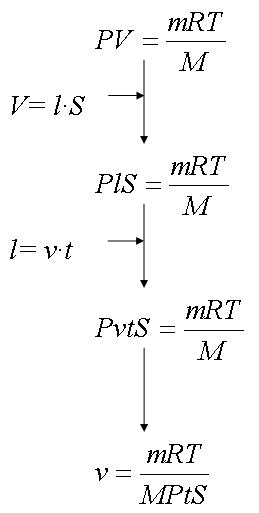 PV = mRT/M
V= l·S
PlS = mRT/M
l= v·t
PvtS = mRT/M
v = mRT/MPtS